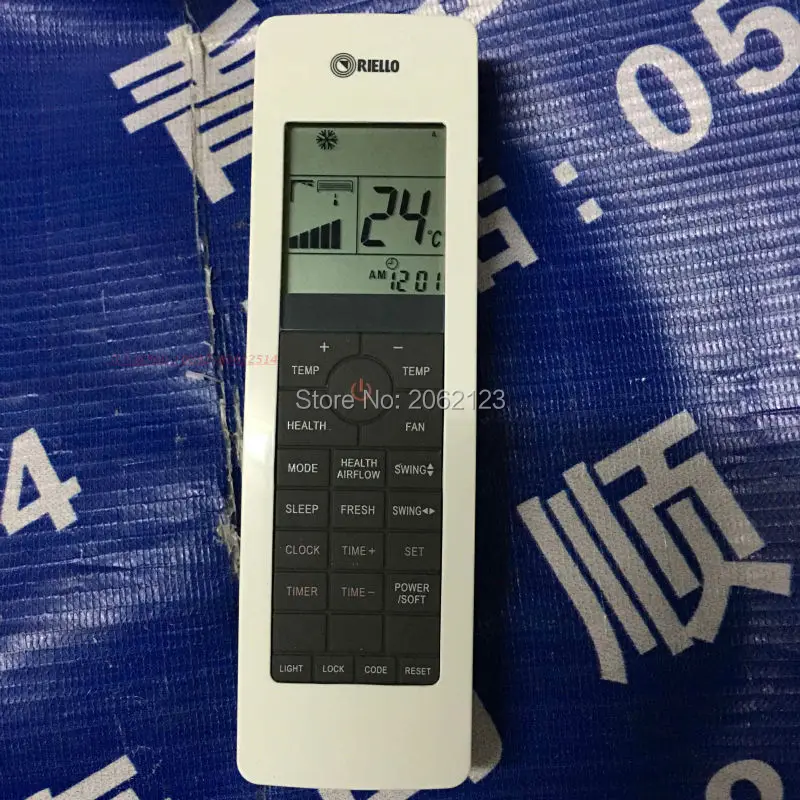 RIELLO
: 05
24°C
AM 12 01
+ −
TEMP TEMP
Store No: 2062123
HEALTH FAN
MODE HEALTH AIRFLOW SWING
SLEEP FRESH SWING
CLOCK TIME+ SET
TIMER TIME− POWER /SOFT
LIGHT LOCK CODE RESET
4
顺